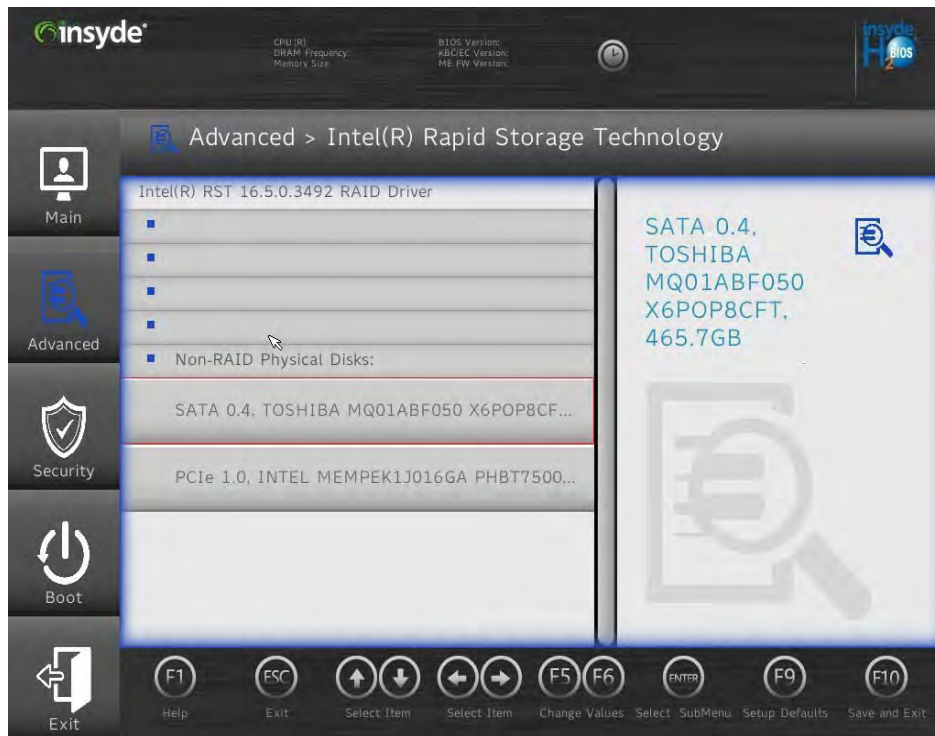 insyde®
CPU (R)
DRAM Frequency:
Memory Size
BIOS Version:
KBC/EC Version:
ME FW Version:
insyde
H2 BIOS
Advanced > Intel(R) Rapid Storage Technology
Main
Advanced
Security
Boot
Exit
Intel(R) RST 16.5.0.3492 RAID Driver
Non-RAID Physical Disks:
SATA 0.4, TOSHIBA MQ01ABF050 X6POP8CF...
PCIe 1.0, INTEL MEMPEK1J016GA PHBT7500...
SATA 0.4,
TOSHIBA
MQ01ABF050
X6POP8CFT,
465.7GB
F1
Help
ESC
Exit
Select Item
Select Item
F5 F6
Change Values
ENTER
Select SubMenu
F9
Setup Defaults
F10
Save and Exit